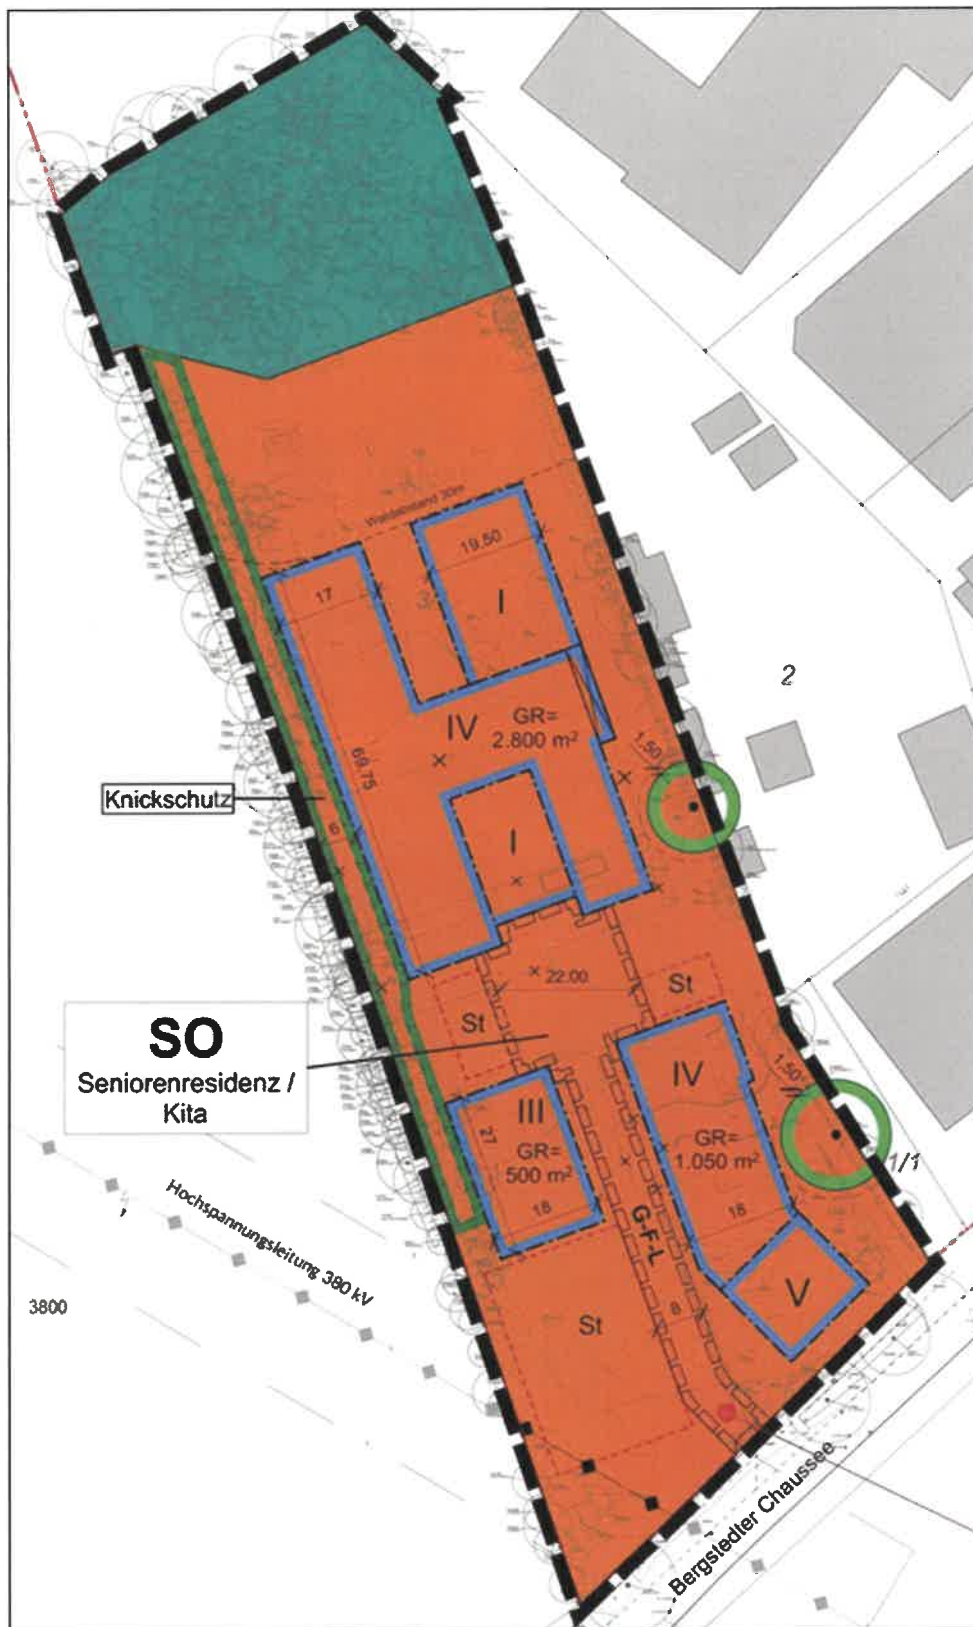 Waldabstand 30m
19.50
17
I
2
IV
GR=
2.800 m²
1,50
69.75
Knickschutz
6
I
22.00
St
St
SO
Seniorenresidenz /
Kita
IV
1,50
III
27
GR=
500 m²
GR=
1.050 m²
1/1
18
18
G-F-L
Hochspannungsleitung 380 kV
V
3800
8
St
Bergstedter Chaussee